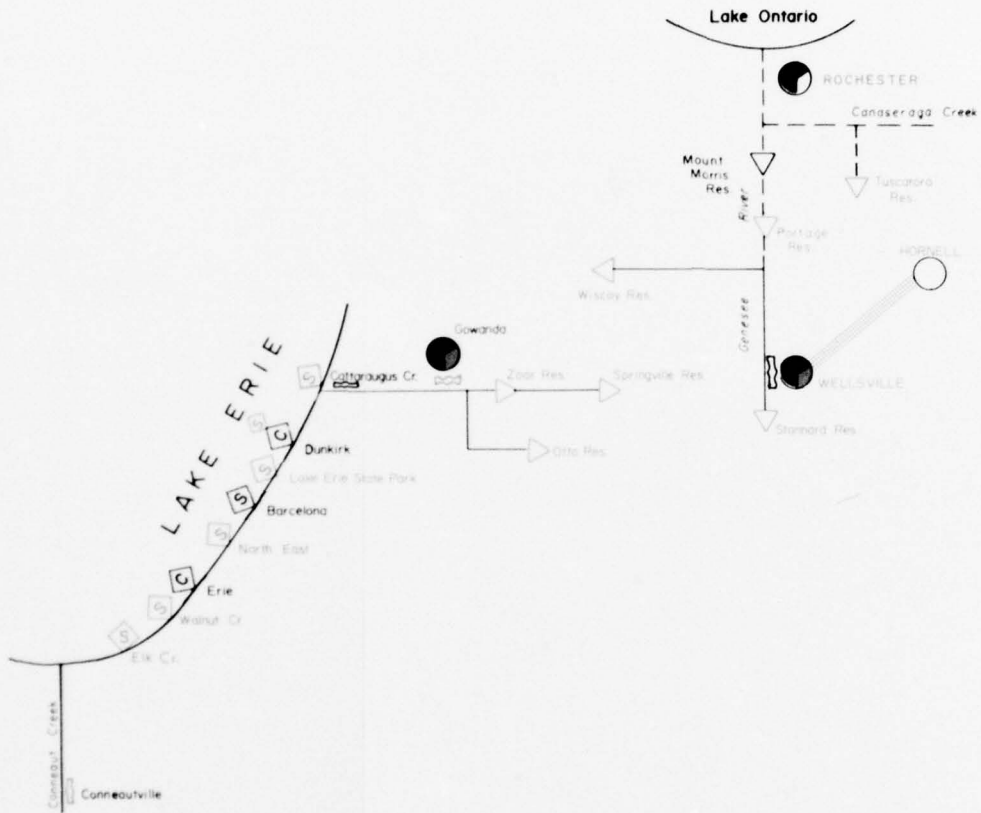 Lake Ontario
ROCHESTER
Canaseraga Creek
Mount
Morris
Res.
River
Tuscarora
Res.
Portage
Res.
HORNELL
Wiscoy Res.
Genesee
Gowanda
WELLSVILLE
S
Cattaraugus Cr.
Zoar Res.
Springville Res.
Stannard Res.
LAKE ERIE
S
C
Dunkirk
Otto Res.
S
Lake Erie State Park
S
Barcelona
S
North East
C
Erie
S
Walnut Cr
S
Elk Cr.
Conneaut Creek
Conneautville